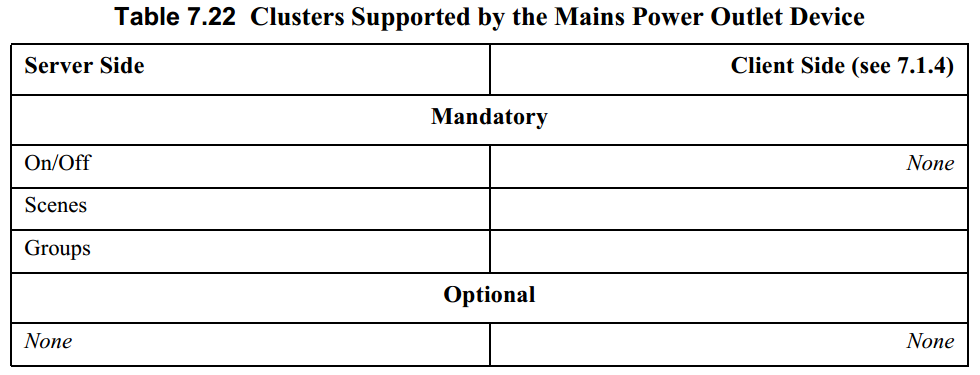 Table 7.22 Clusters Supported by the Mains Power Outlet Device
Server Side Client Side (see 7.1.4)
Mandatory
On/Off None
Scenes
Groups
Optional
None None